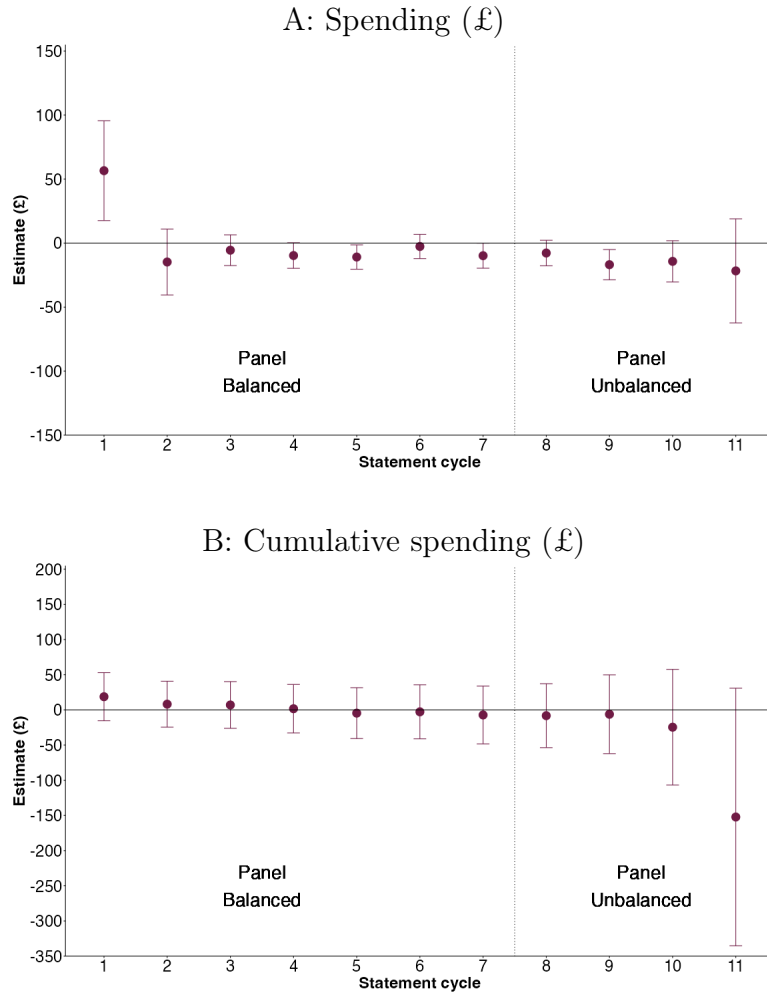 A: Spending (£)
150
100
50
0
-50
-100
-150
Estimate (£)
Panel
Balanced
Panel
Unbalanced
1 2 3 4 5 6 7 8 9 10 11
Statement cycle
B: Cumulative spending (£)
200
150
100
50
0
-50
-100
-150
-200
-250
-300
-350
Estimate (£)
Panel
Balanced
Panel
Unbalanced
1 2 3 4 5 6 7 8 9 10 11
Statement cycle